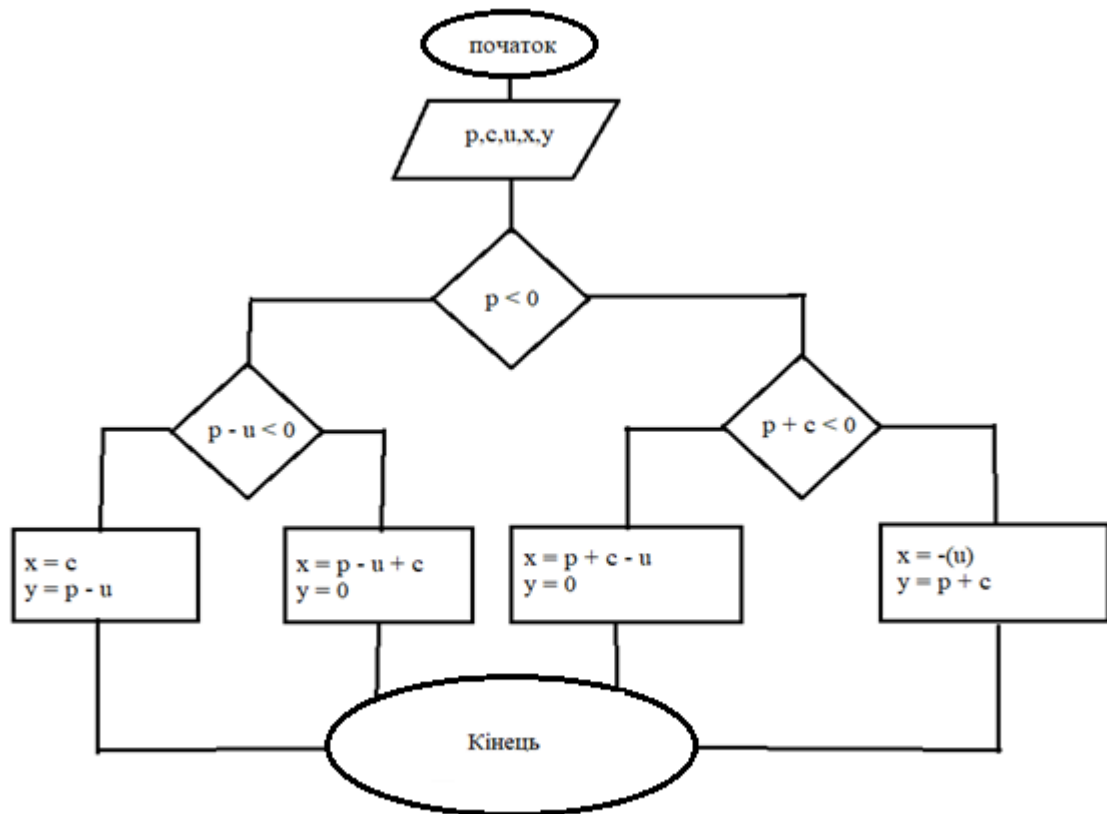 початок
p,c,u,x,y
p < 0
p - u < 0
p + c < 0
x = c
y = p - u
x = p - u + c
y = 0
x = p + c - u
y = 0
x = -(u)
y = p + c
Кінець